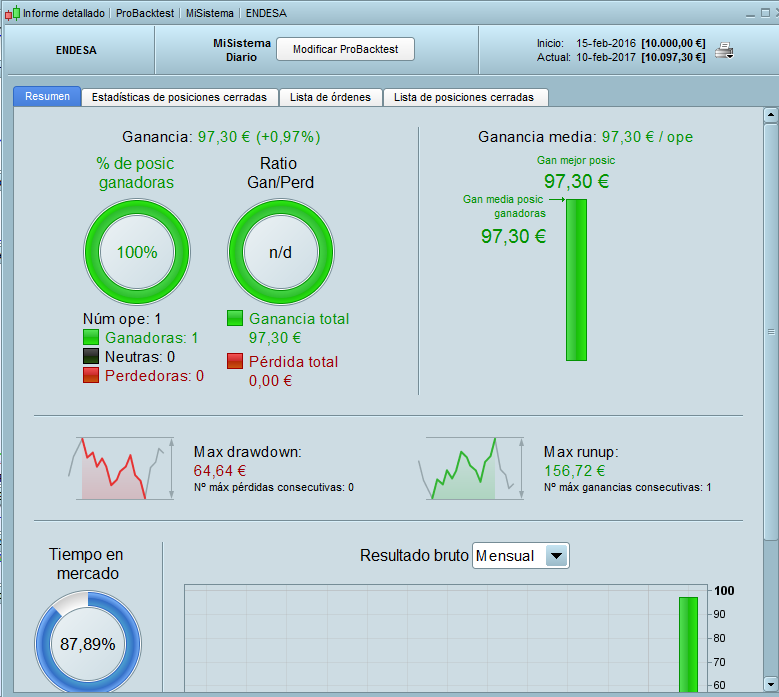 Informe detallado | ProBacktest | MiSistema | ENDESA
ENDESA
MiSistema
Diario
Modificar ProBacktest
Inicio: 15-feb-2016 [10.000,00 €]
Actual: 10-feb-2017 [10.097,30 €]
Resumen
Estadísticas de posiciones cerradas
Lista de órdenes
Lista de posiciones cerradas
Ganancia: 97,30 € (+0,97%)
% de posic
ganadoras
Ratio
Gan/Perd
100%
n/d
Núm ope: 1
Ganadoras: 1
Neutras: 0
Perdedoras: 0
Ganancia total
97,30 €
Pérdida total
0,00 €
Ganancia media: 97,30 € / ope
Gan mejor posic
97,30 €
Gan media posic
ganadoras
97,30 €
Max drawdown:
64,64 €
Nº máx pérdidas consecutivas: 0
Max runup:
156,72 €
Nº máx ganancias consecutivas: 1
Tiempo en
mercado
87,89%
Resultado bruto Mensual
100
90
80
70
60